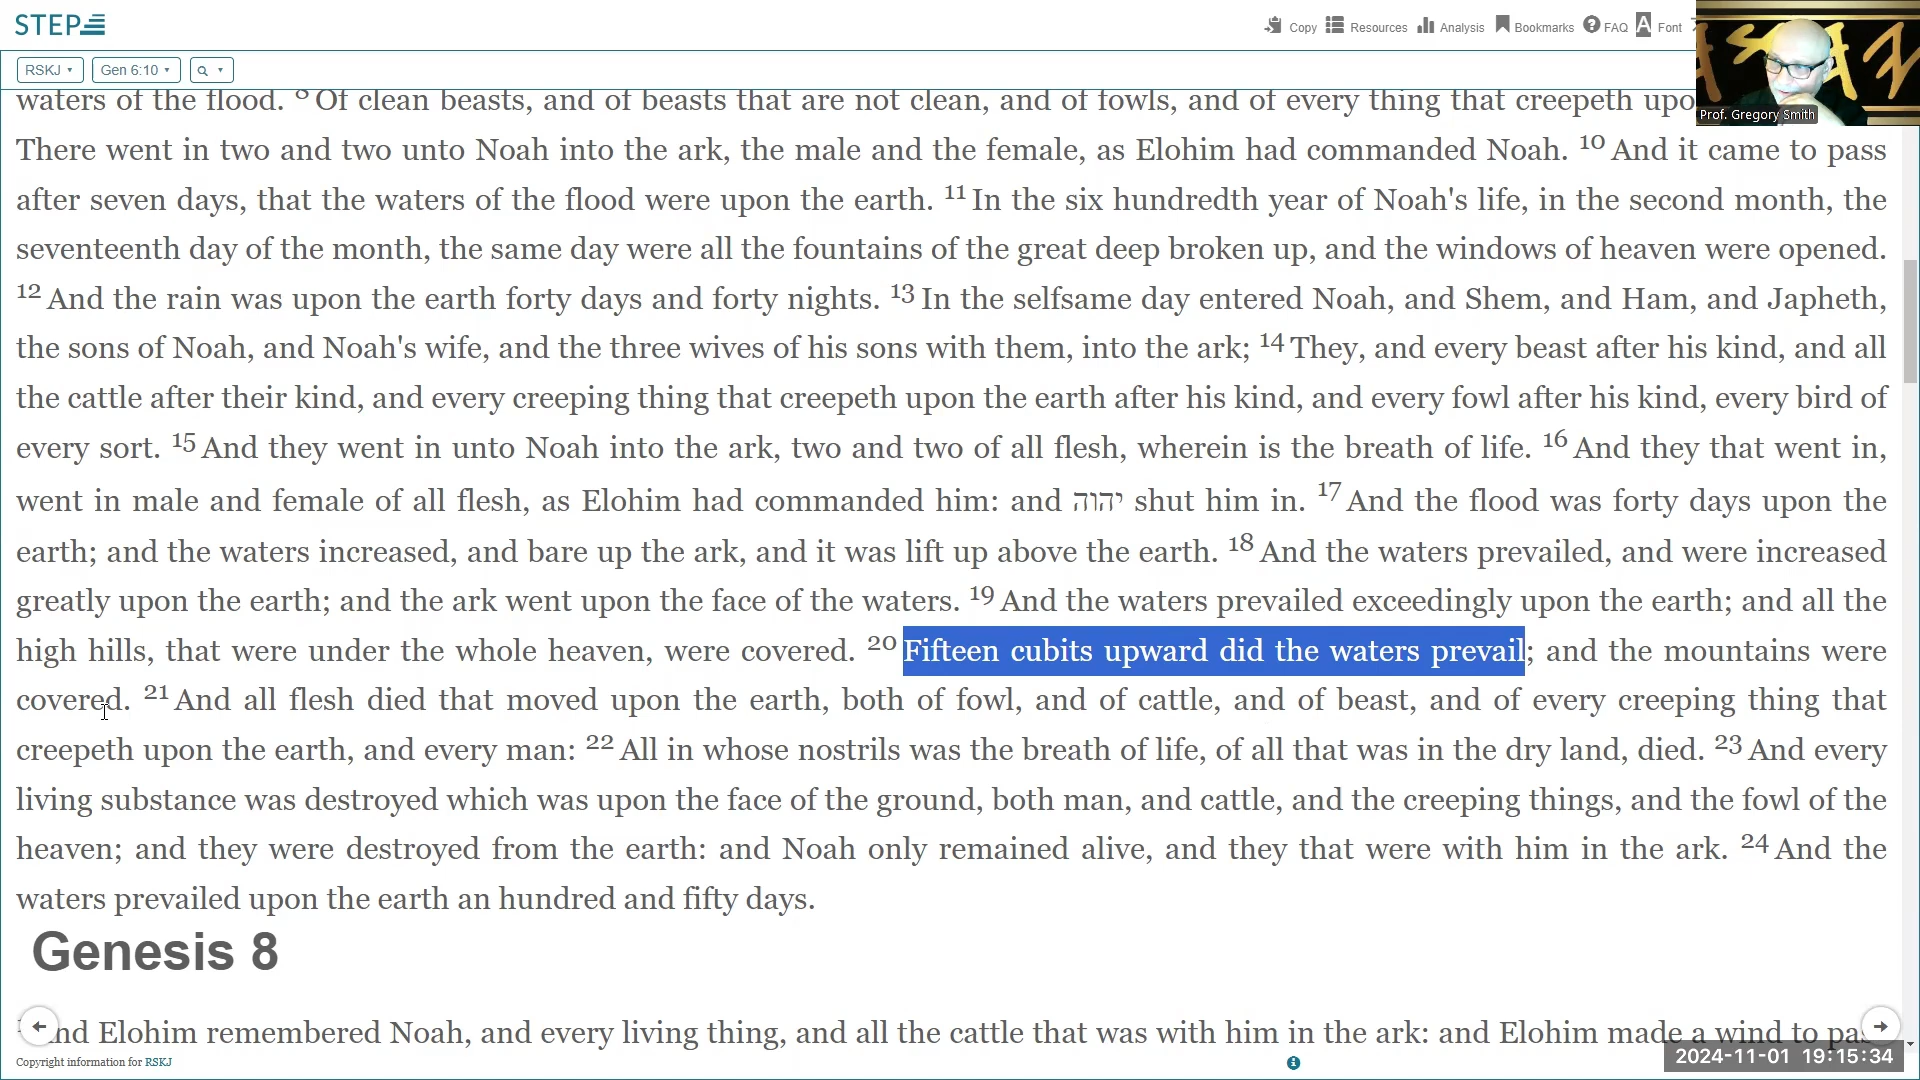 STEP
Copy Resources Analysis Bookmarks FAQ A Font
Prof. Gregory Smith
RSKJ Gen 6:10
waters of the flood. 8 Of clean beasts, and of beasts that are not clean, and of fowls, and of every thing that creepeth upo
There went in two and two unto Noah into the ark, the male and the female, as Elohim had commanded Noah. 10 And it came to pass
after seven days, that the waters of the flood were upon the earth. 11 In the six hundredth year of Noah's life, in the second month, the
seventeenth day of the month, the same day were all the fountains of the great deep broken up, and the windows of heaven were opened.
12 And the rain was upon the earth forty days and forty nights. 13 In the selfsame day entered Noah, and Shem, and Ham, and Japheth,
the sons of Noah, and Noah's wife, and the three wives of his sons with them, into the ark; 14 They, and every beast after his kind, and all
the cattle after their kind, and every creeping thing that creepeth upon the earth after his kind, and every fowl after his kind, every bird of
every sort. 15 And they went in unto Noah into the ark, two and two of all flesh, wherein is the breath of life. 16 And they that went in,
went in male and female of all flesh, as Elohim had commanded him: and יהוה shut him in. 17 And the flood was forty days upon the
earth; and the waters increased, and bare up the ark, and it was lift up above the earth. 18 And the waters prevailed, and were increased
greatly upon the earth; and the ark went upon the face of the waters. 19 And the waters prevailed exceedingly upon the earth; and all the
high hills, that were under the whole heaven, were covered. 20 Fifteen cubits upward did the waters prevail; and the mountains were
covered. 21 And all flesh died that moved upon the earth, both of fowl, and of cattle, and of beast, and of every creeping thing that
creepeth upon the earth, and every man: 22 All in whose nostrils was the breath of life, of all that was in the dry land, died. 23 And every
living substance was destroyed which was upon the face of the ground, both man, and cattle, and the creeping things, and the fowl of the
heaven; and they were destroyed from the earth: and Noah only remained alive, and they that were with him in the ark. 24 And the
waters prevailed upon the earth an hundred and fifty days.
Genesis 8
nd Elohim remembered Noah, and every living thing, and all the cattle that was with him in the ark: and Elohim made a wind to pa
Copyright information for RSKJ
2024-11-01 19:15:34